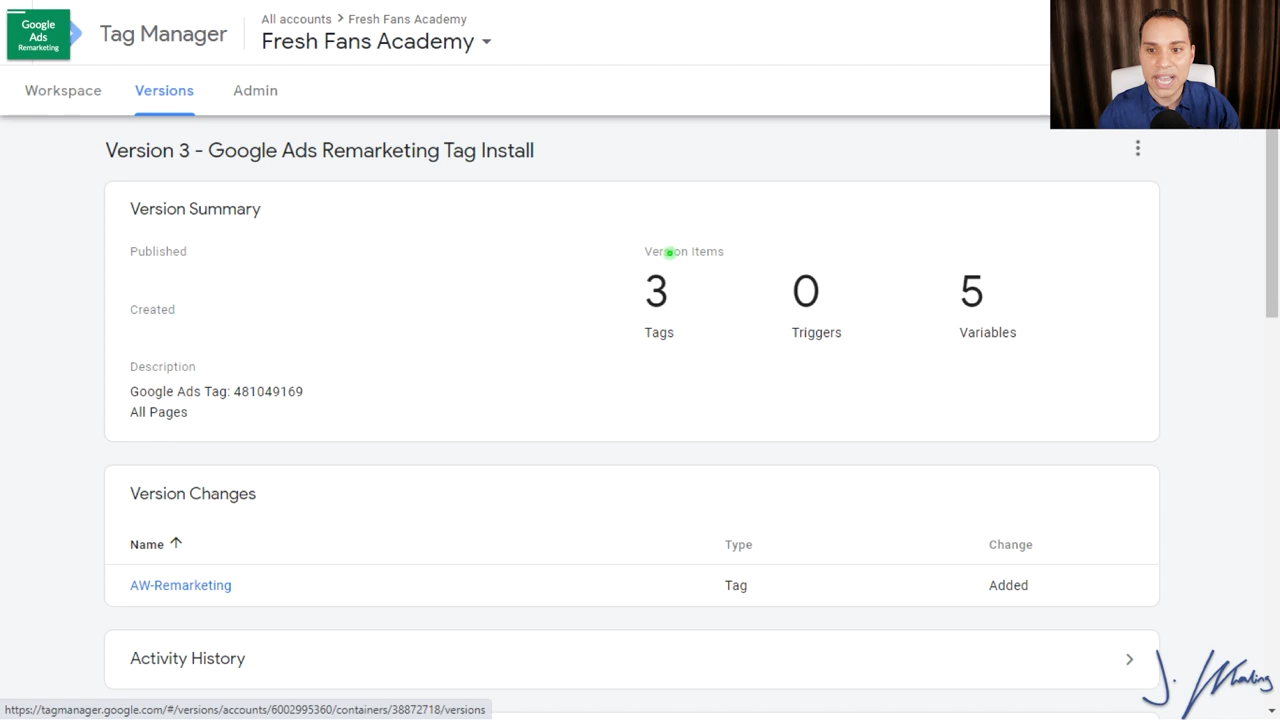 Google
Ads
Remarketing
Tag Manager
All accounts > Fresh Fans Academy
Fresh Fans Academy
Workspace
Versions
Admin
Version 3 - Google Ads Remarketing Tag Install
Version Summary
Published
Created
Description
Google Ads Tag: 481049169
All Pages
Version Items
3
0
5
Tags
Triggers
Variables
Version Changes
Name
Type
Change
AW-Remarketing
Tag
Added
Activity History
https://tagmanager.google.com/#/versions/accounts/6002995360/containers/38872718/versions